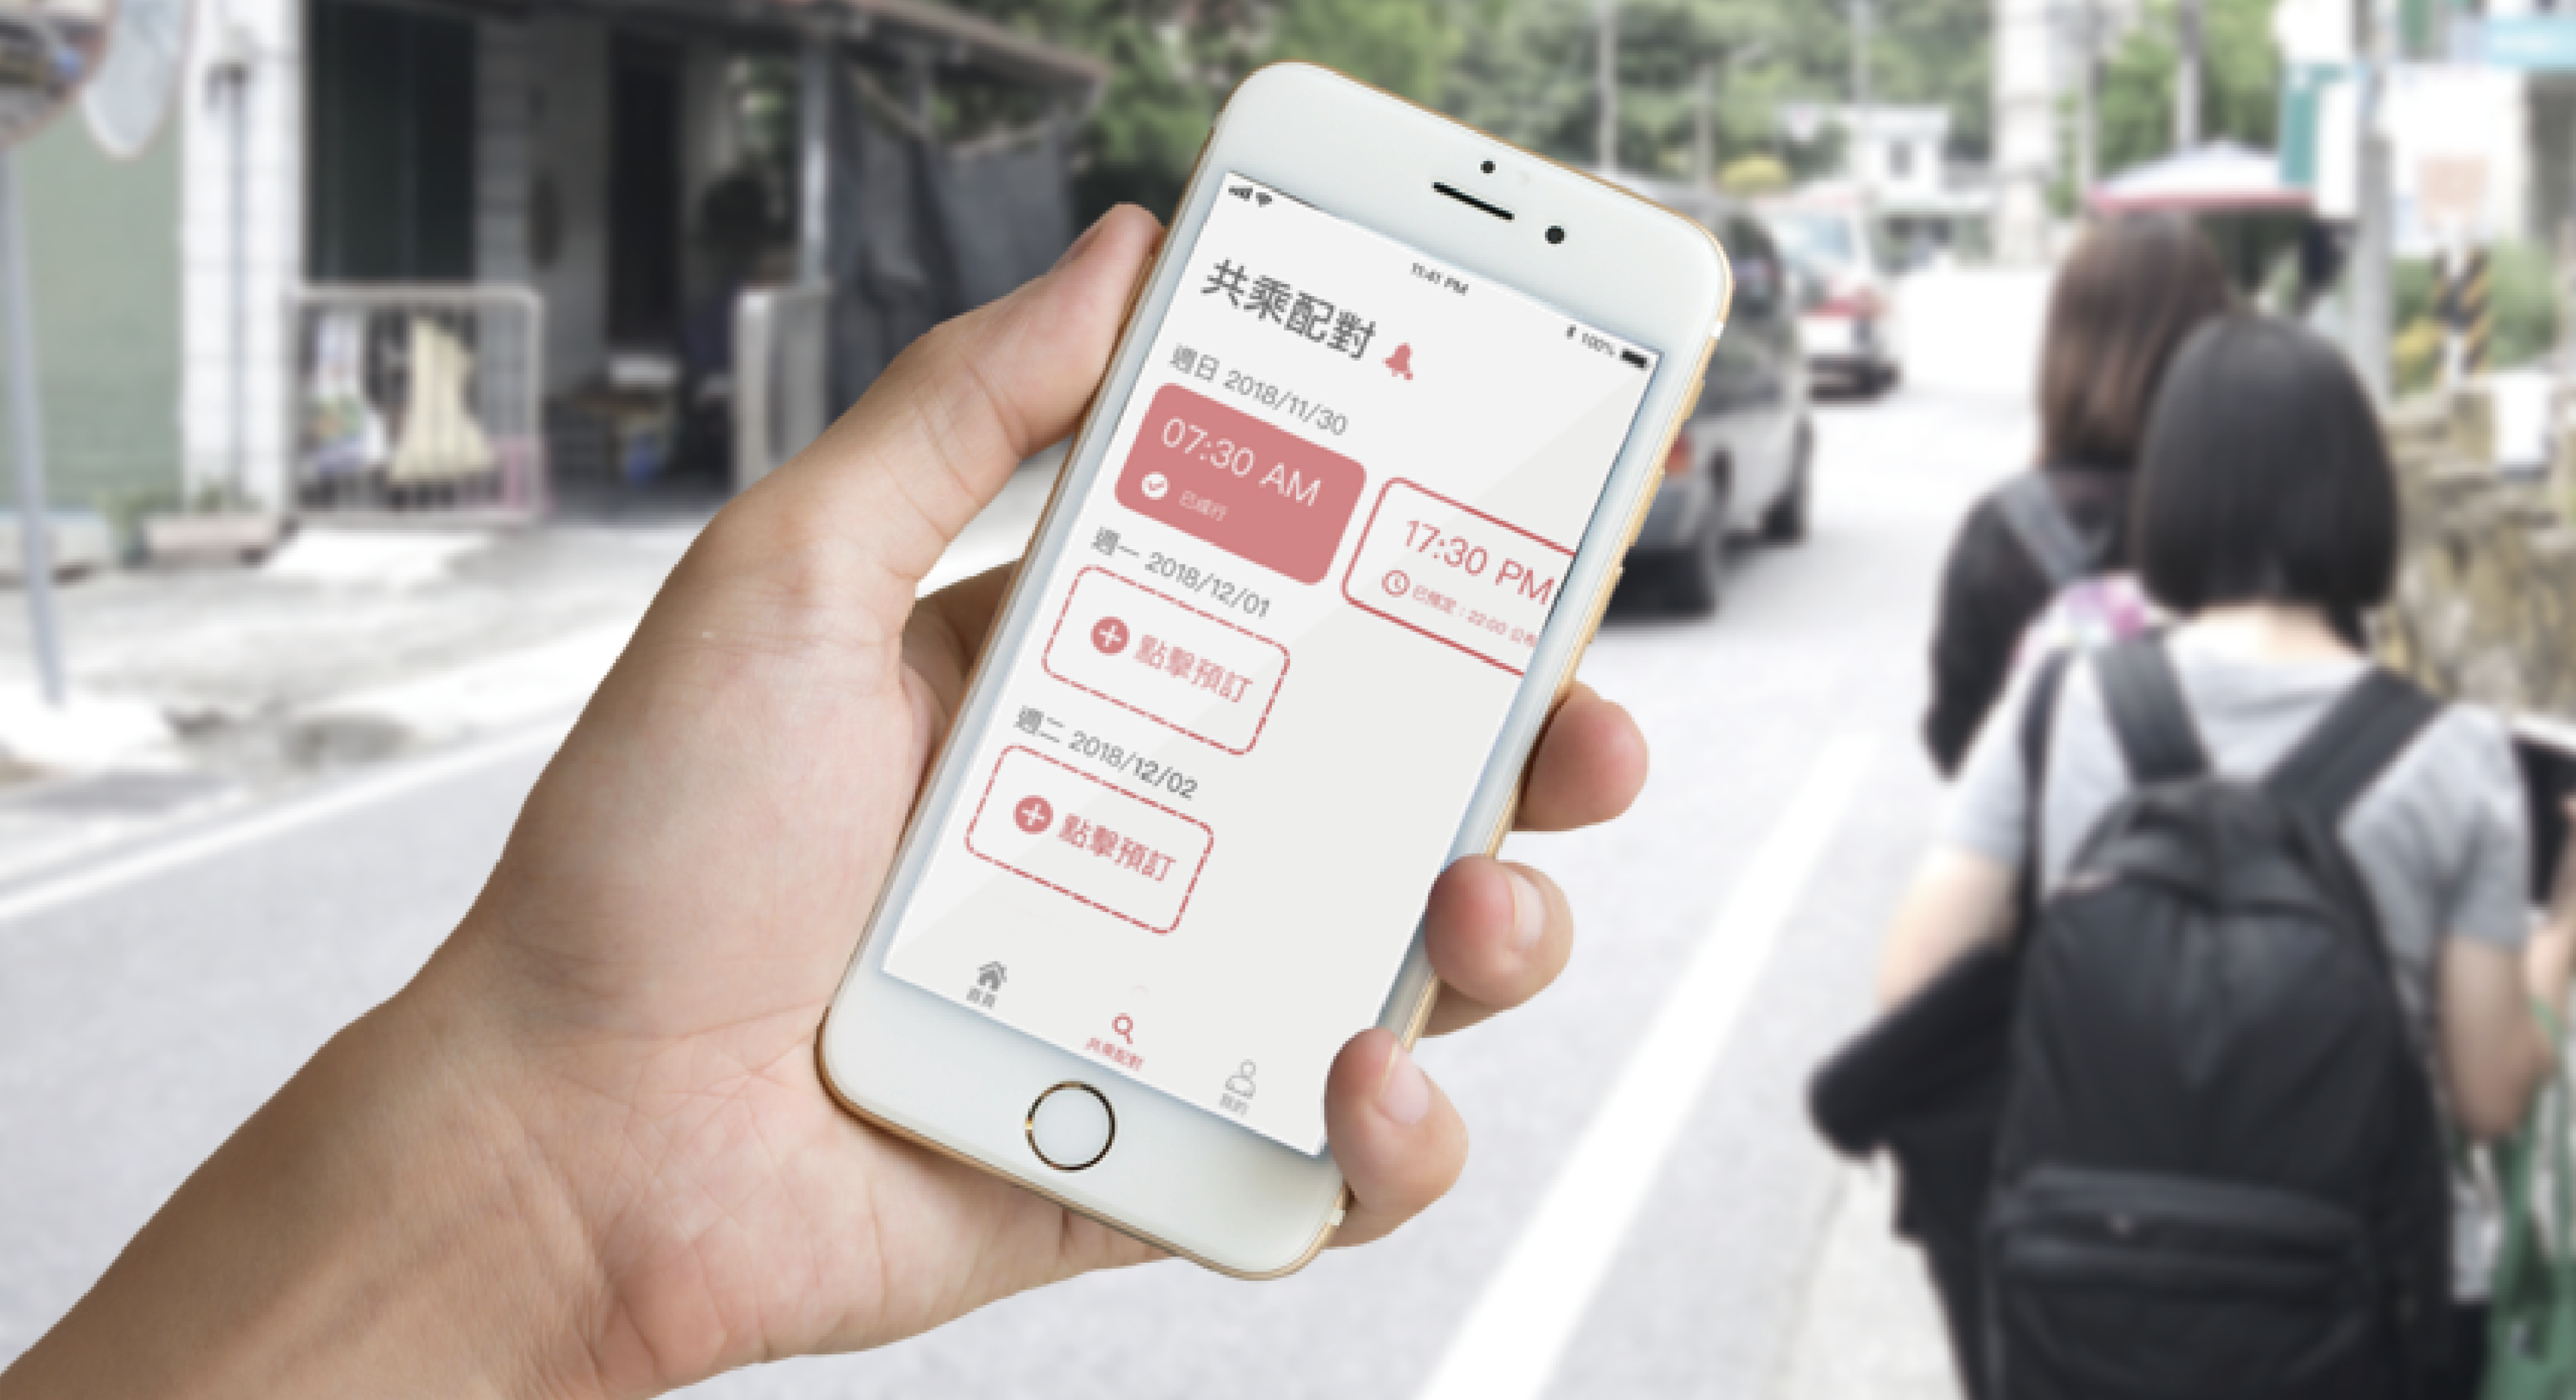 11:41 PM
100%
共乘配對
週日 2018/11/30
07:30 AM
已成行
17:30 PM
已預定：22:00 公布
週一 2018/12/01
點擊預訂
週二 2018/12/02
點擊預訂
首頁
共乘配對
我的